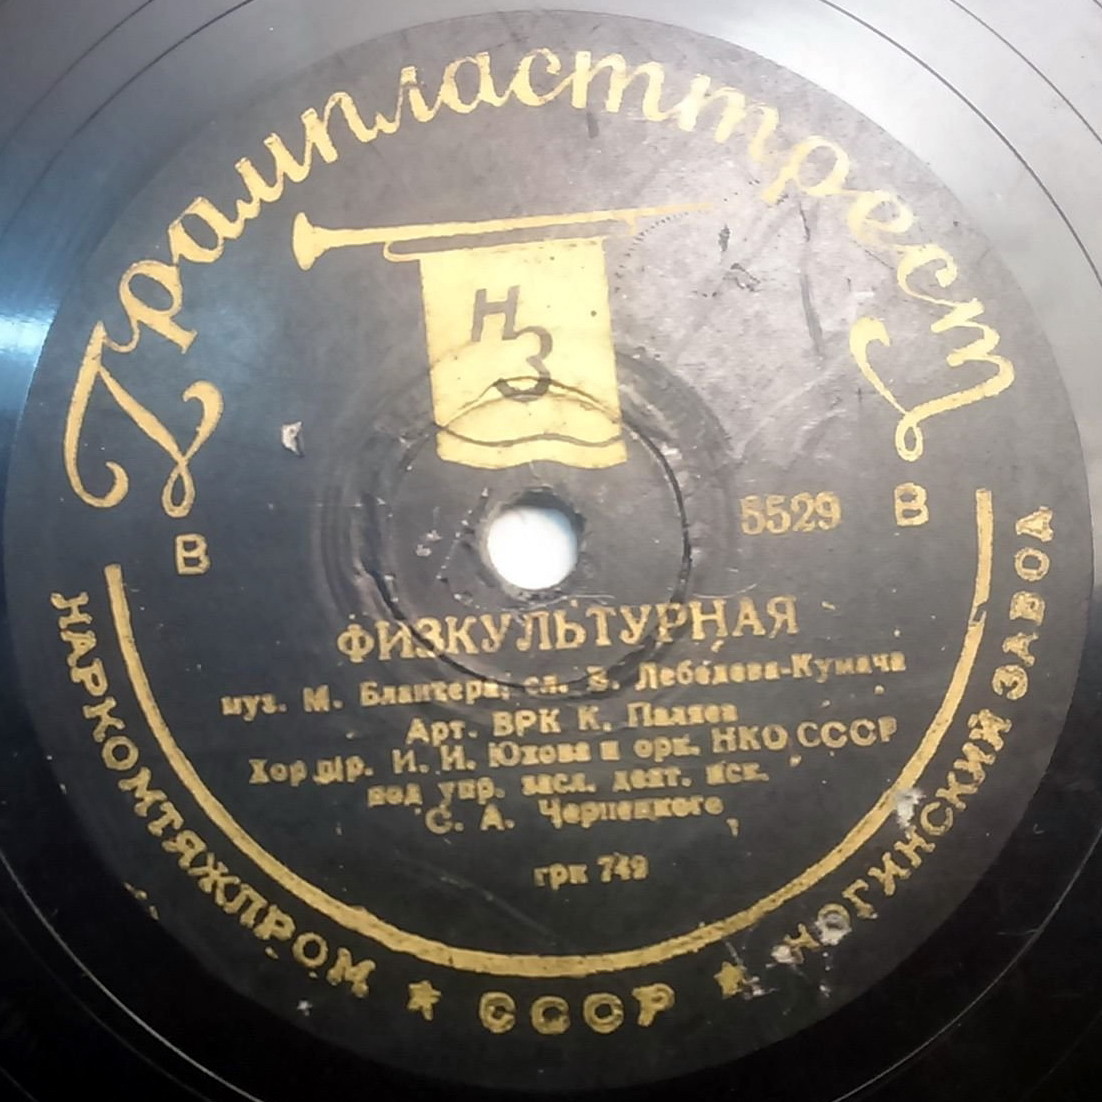 Грампласттрест
НЗ
В
5529
В
ФИЗКУЛЬТУРНАЯ
муз. М. Блантера, сл. В. Лебедева-Кумача
Арт. ВРК К. Паляев
Хор п/р. И. И. Юхова и орк. НКО СССР
под упр. засл. деят. иск.
С. А. Чернецкого
грк 749
НАРКОМТЯЖПРОМ ★ СССР ★ НОГИНСКИЙ ЗАВОД